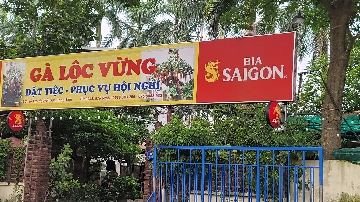 GÀ LỘC VỪNG
ĐẶT TIỆC - PHỤC VỤ HỘI NGHỊ
BIA
SAIGON